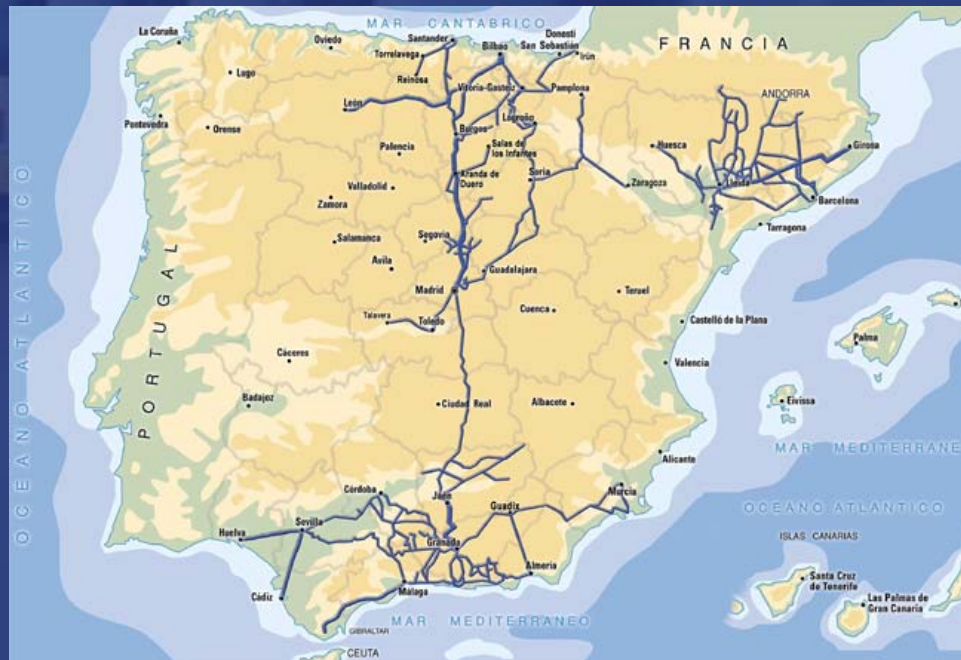 MAR CANTABRICO
La Coruña
Oviedo
Santander
Torrelavega
Bilbao
Donosti
San Sebastián
Irún
FRANCIA
Lugo
Reinosa
León
Vitoria-Gasteiz
Pamplona
ANDORRA
Pontevedra
Orense
Burgos
Logroño
Palencia
Salas de
los Infantes
Huesca
Girona
Valladolid
Aranda de
Duero
Soria
Zaragoza
Lleida
Zamora
Barcelona
Tarragona
Salamanca
Segovia
Avila
Guadalajara
Madrid
Teruel
Talavera
Toledo
Cuenca
Castelló de la Plana
OCEANO ATLANTICO
PORTUGAL
Cáceres
Valencia
Palma
Badajoz
Ciudad Real
Albacete
Eivissa
MAR MEDITERRANE
Alicante
Córdoba
Jaén
Murcia
Guadix
OCEANO ATLANTICO
Huelva
Sevilla
Granada
ISLAS CANARIAS
Almeria
Santa Cruz
de Tenerife
Cádiz
Málaga
Las Palmas de
Gran Canaria
MAR MEDITERRANEO
GIBRALTAR
CEUTA